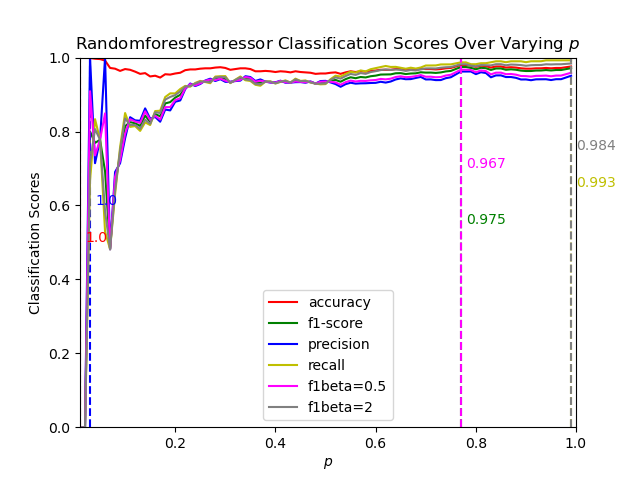 Randomforestregressor Classification Scores Over Varying p
1.0
0.8
0.6
0.4
0.2
0.0
Classification Scores
0.984
0.967
0.993
1.0
0.975
1.0
accuracy
f1-score
precision
recall
f1beta=0.5
f1beta=2
0.2 0.4 0.6 0.8 1.0
p